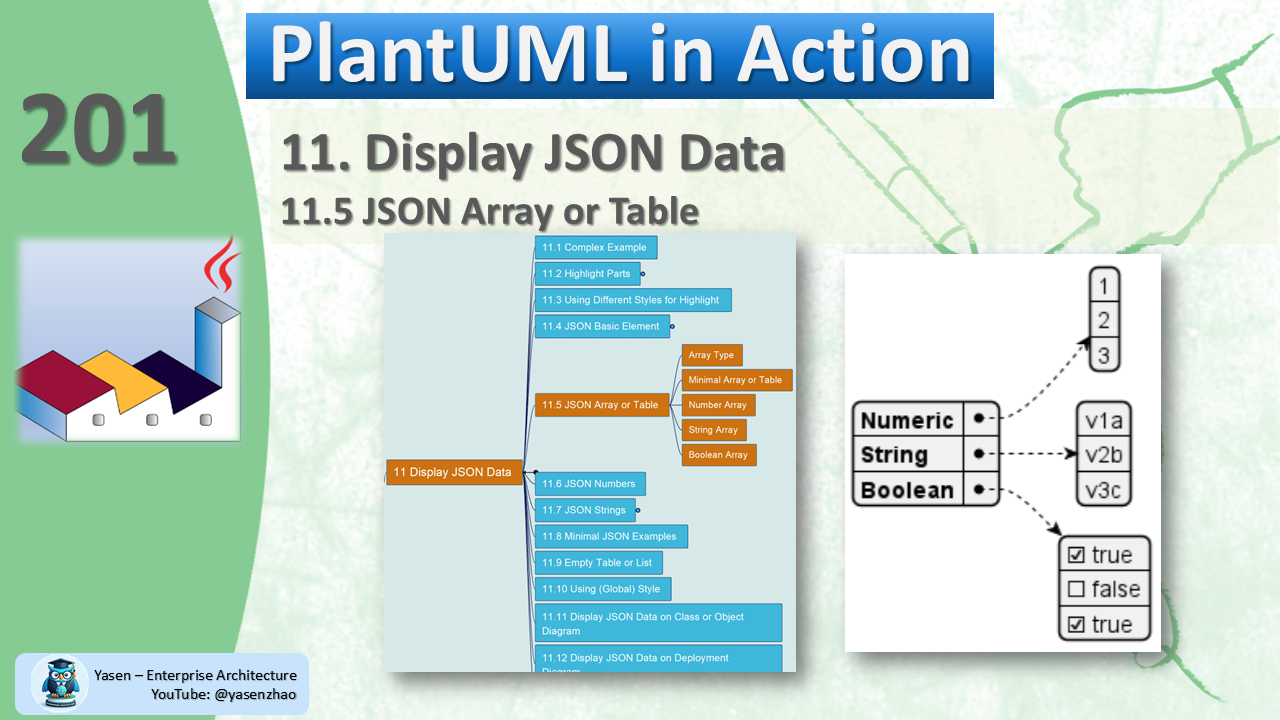 PlantUML in Action
201
11. Display JSON Data
11.5 JSON Array or Table
11 Display JSON Data
11.1 Complex Example
11.2 Highlight Parts
11.3 Using Different Styles for Highlight
11.4 JSON Basic Element
11.5 JSON Array or Table
Array Type
Minimal Array or Table
Number Array
String Array
Boolean Array
11.6 JSON Numbers
11.7 JSON Strings
11.8 Minimal JSON Examples
11.9 Empty Table or List
11.10 Using (Global) Style
11.11 Display JSON Data on Class or Object
Diagram
11.12 Display JSON Data on Deployment
Diagram
Numeric
String
Boolean
1
2
3
v1a
v2b
v3c
true
false
true
Yasen – Enterprise Architecture
YouTube: @yasenzhao